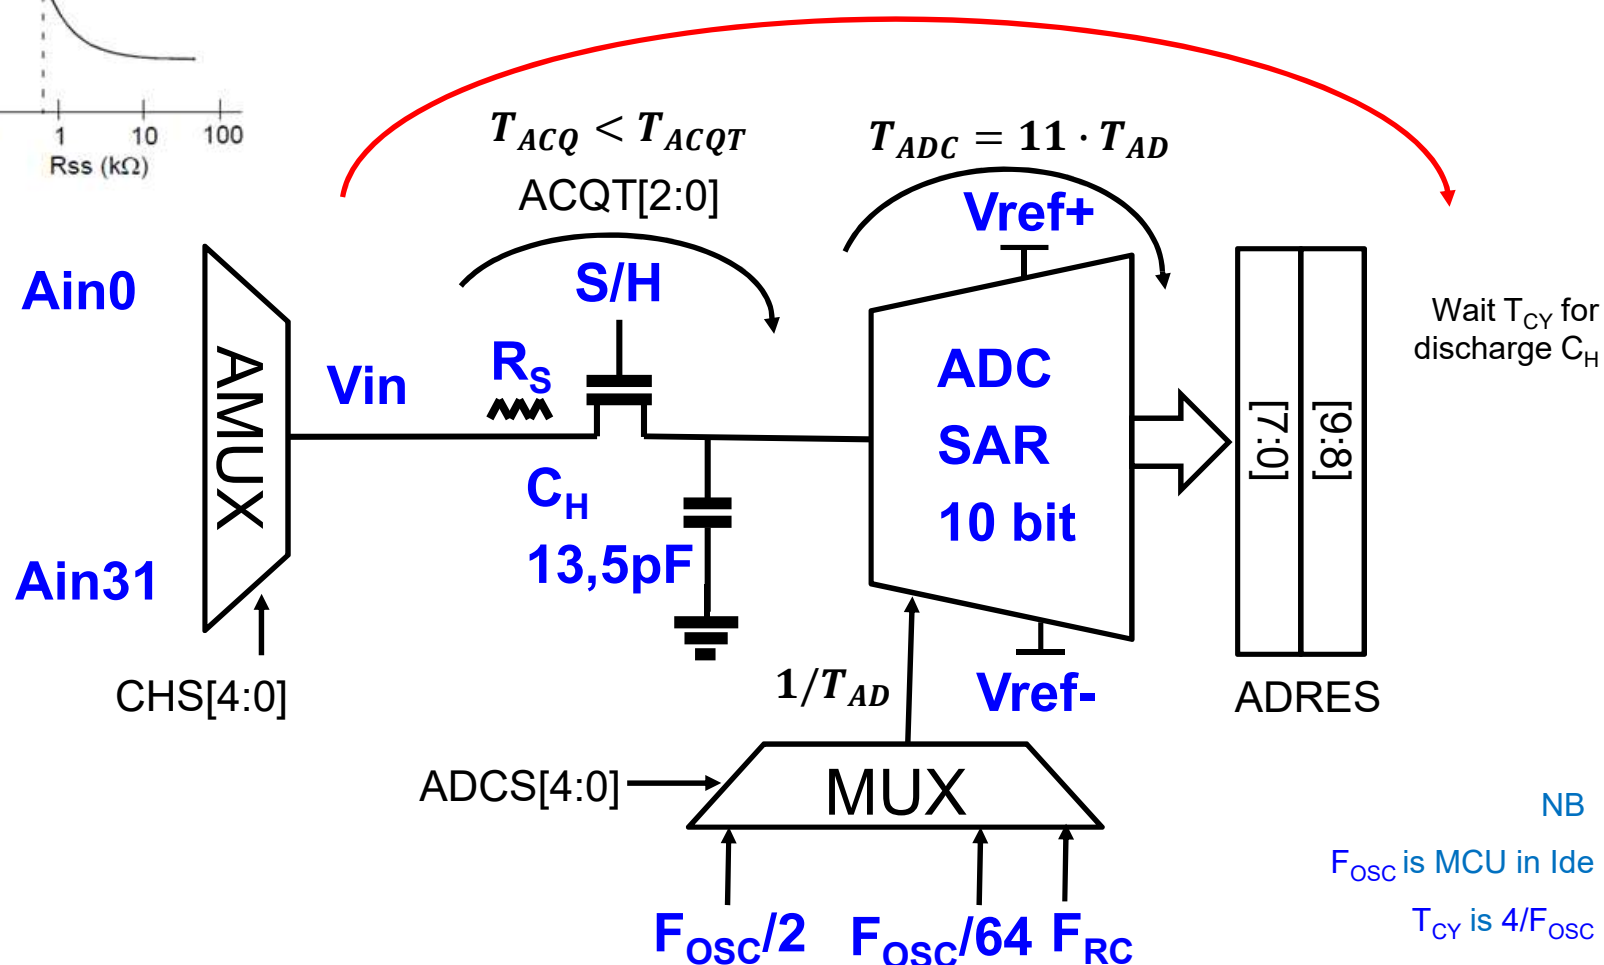 1 10 100
Rss (kΩ)
T_ACQ < T_ACQT
ACQT[2:0]
T_ADC = 11 · T_AD
Vref+
Ain0
S/H
Wait T_CY for
discharge C_H
AMUX
Vin
R_S
ADC
SAR
10 bit
[7:0]
[9:8]
C_H
13,5pF
Ain31
CHS[4:0]
1/T_AD
Vref-
ADRES
ADCS[4:0]
MUX
NB
F_OSC is MCU in Ide
T_CY is 4/F_OSC
F_OSC/2
F_OSC/64
F_RC